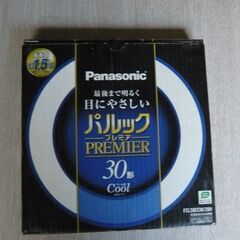 Panasonic
最後まで明るく
目にやさしい
パルック
プレミア
PREMIER
30形
Cool